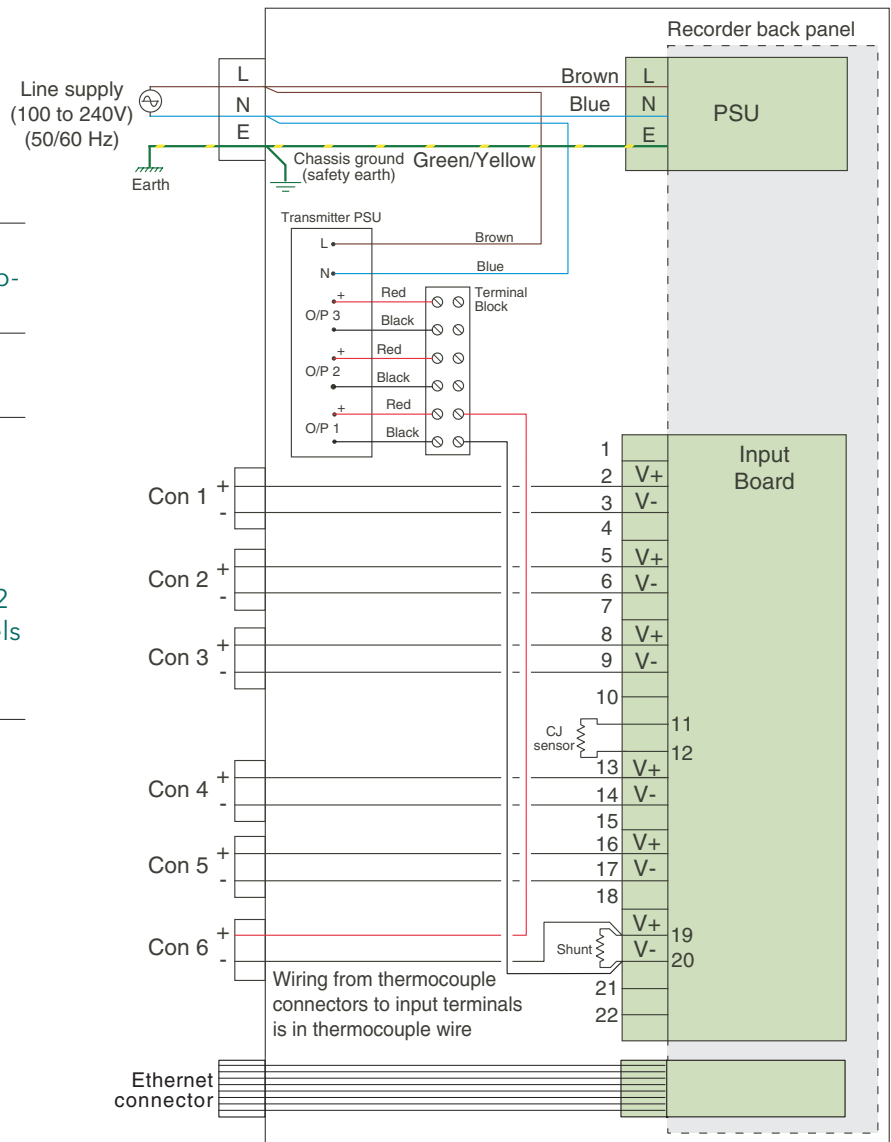 Recorder back panel
Line supply
(100 to 240V)
(50/60 Hz)
L
N
E
Brown
Blue
Green/Yellow
L
N
E
PSU
Earth
Chassis ground
(safety earth)
Transmitter PSU
L
N
Brown
Blue
+
O/P 3
Red
Black
+
O/P 2
Red
Black
+
O/P 1
Red
Black
Terminal
Block
p-
2
els
Input
Board
1
2 V+
3 V-
4
5 V+
6 V-
7
8 V+
9 V-
10
11
12
13 V+
14 V-
15
16 V+
17 V-
18
V+ 19
V- 20
21
22
Con 1 +
-
Con 2 +
-
Con 3 +
-
CJ
sensor
Con 4 +
-
Con 5 +
-
Con 6 +
-
Shunt
Wiring from thermocouple
connectors to input terminals
is in thermocouple wire
Ethernet
connector